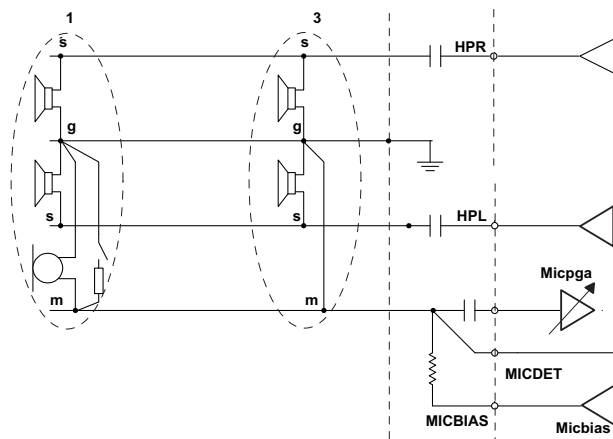 1 3
s s HPR
g g
s s HPL
Micpga
m m
MICDET
MICBIAS Micbias